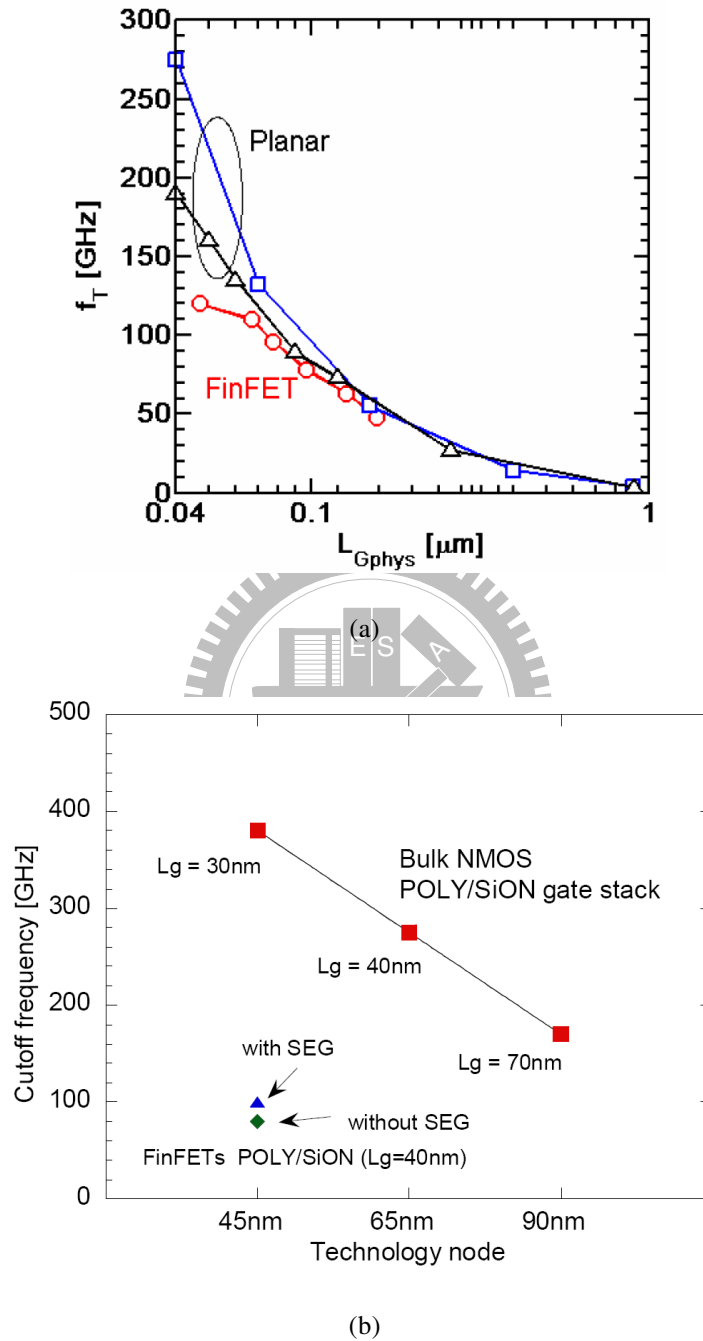 300
250
200
150
100
50
0
f_T [GHz]
Planar
FinFET
0.04
0.1
1
L_Gphys [μm]
(a)
E S A
500
400
300
200
100
0
Cutoff frequency [GHz]
Lg = 30nm
Bulk NMOS
POLY/SiON gate stack
Lg = 40nm
Lg = 70nm
with SEG
without SEG
FinFETs POLY/SiON (Lg=40nm)
45nm
65nm
90nm
Technology node
(b)